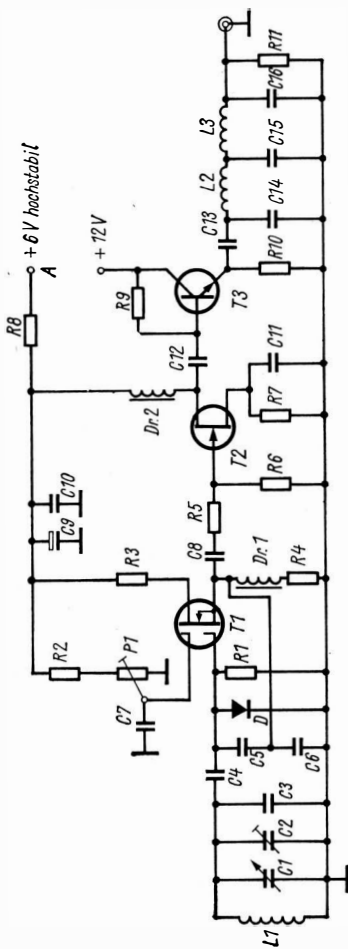 +6V hochstabil
A
+12V
R8
R9
C10
C9
Dr.2
C12
T3
C13
L2
L3
R11
C16
C15
C14
R10
R2
P1
R3
C7
T1
C8
R5
T2
C11
R7
R6
Dr.1
R4
R1
D
C5
C6
C4
C3
C2
C1
L1